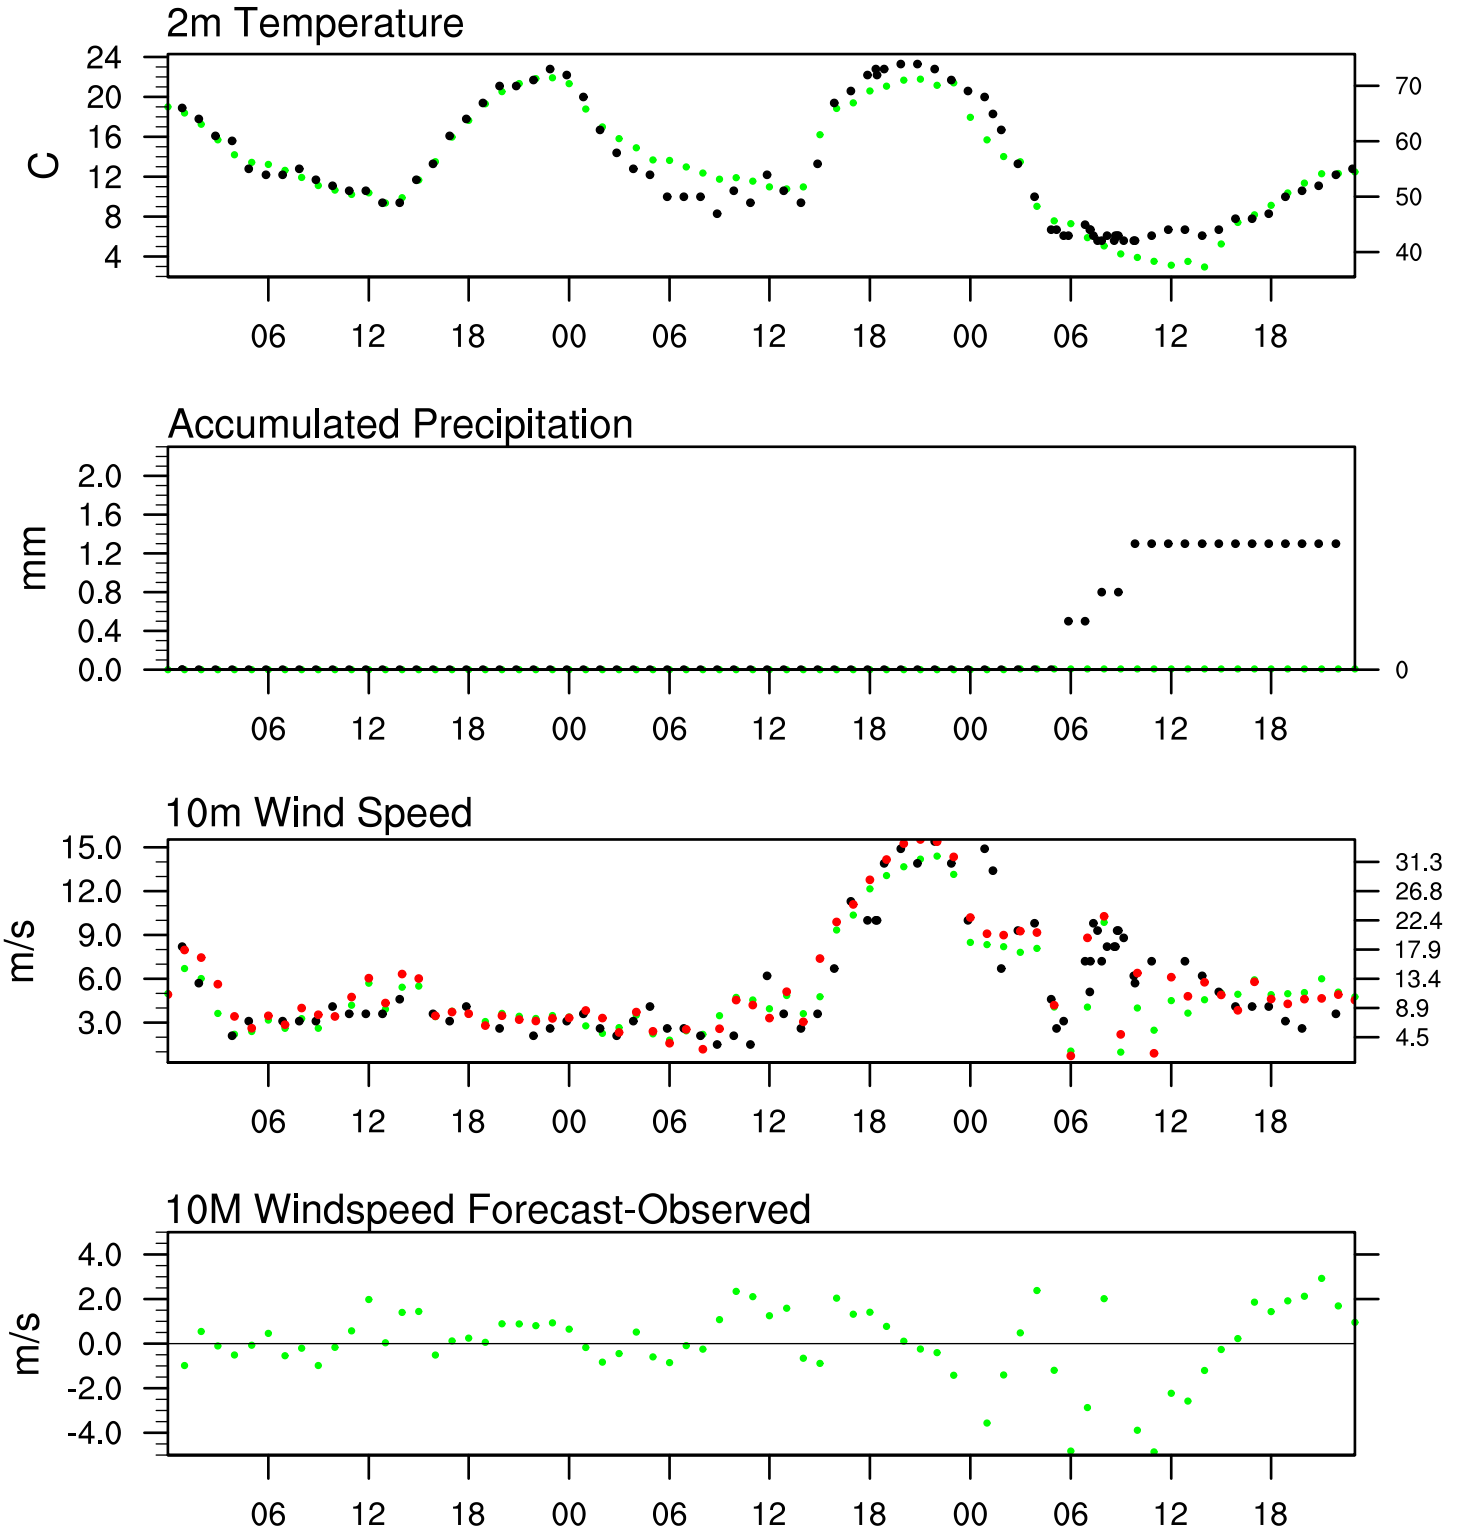 2m Temperature
24
20
16
12
8
4
C
70
60
50
40
06 12 18 00 06 12 18 00 06 12 18
Accumulated Precipitation
2.0
1.6
1.2
0.8
0.4
0.0
mm
0
06 12 18 00 06 12 18 00 06 12 18
10m Wind Speed
15.0
12.0
9.0
6.0
3.0
m/s
31.3
26.8
22.4
17.9
13.4
8.9
4.5
06 12 18 00 06 12 18 00 06 12 18
10M Windspeed Forecast-Observed
4.0
2.0
0.0
-2.0
-4.0
m/s
06 12 18 00 06 12 18 00 06 12 18